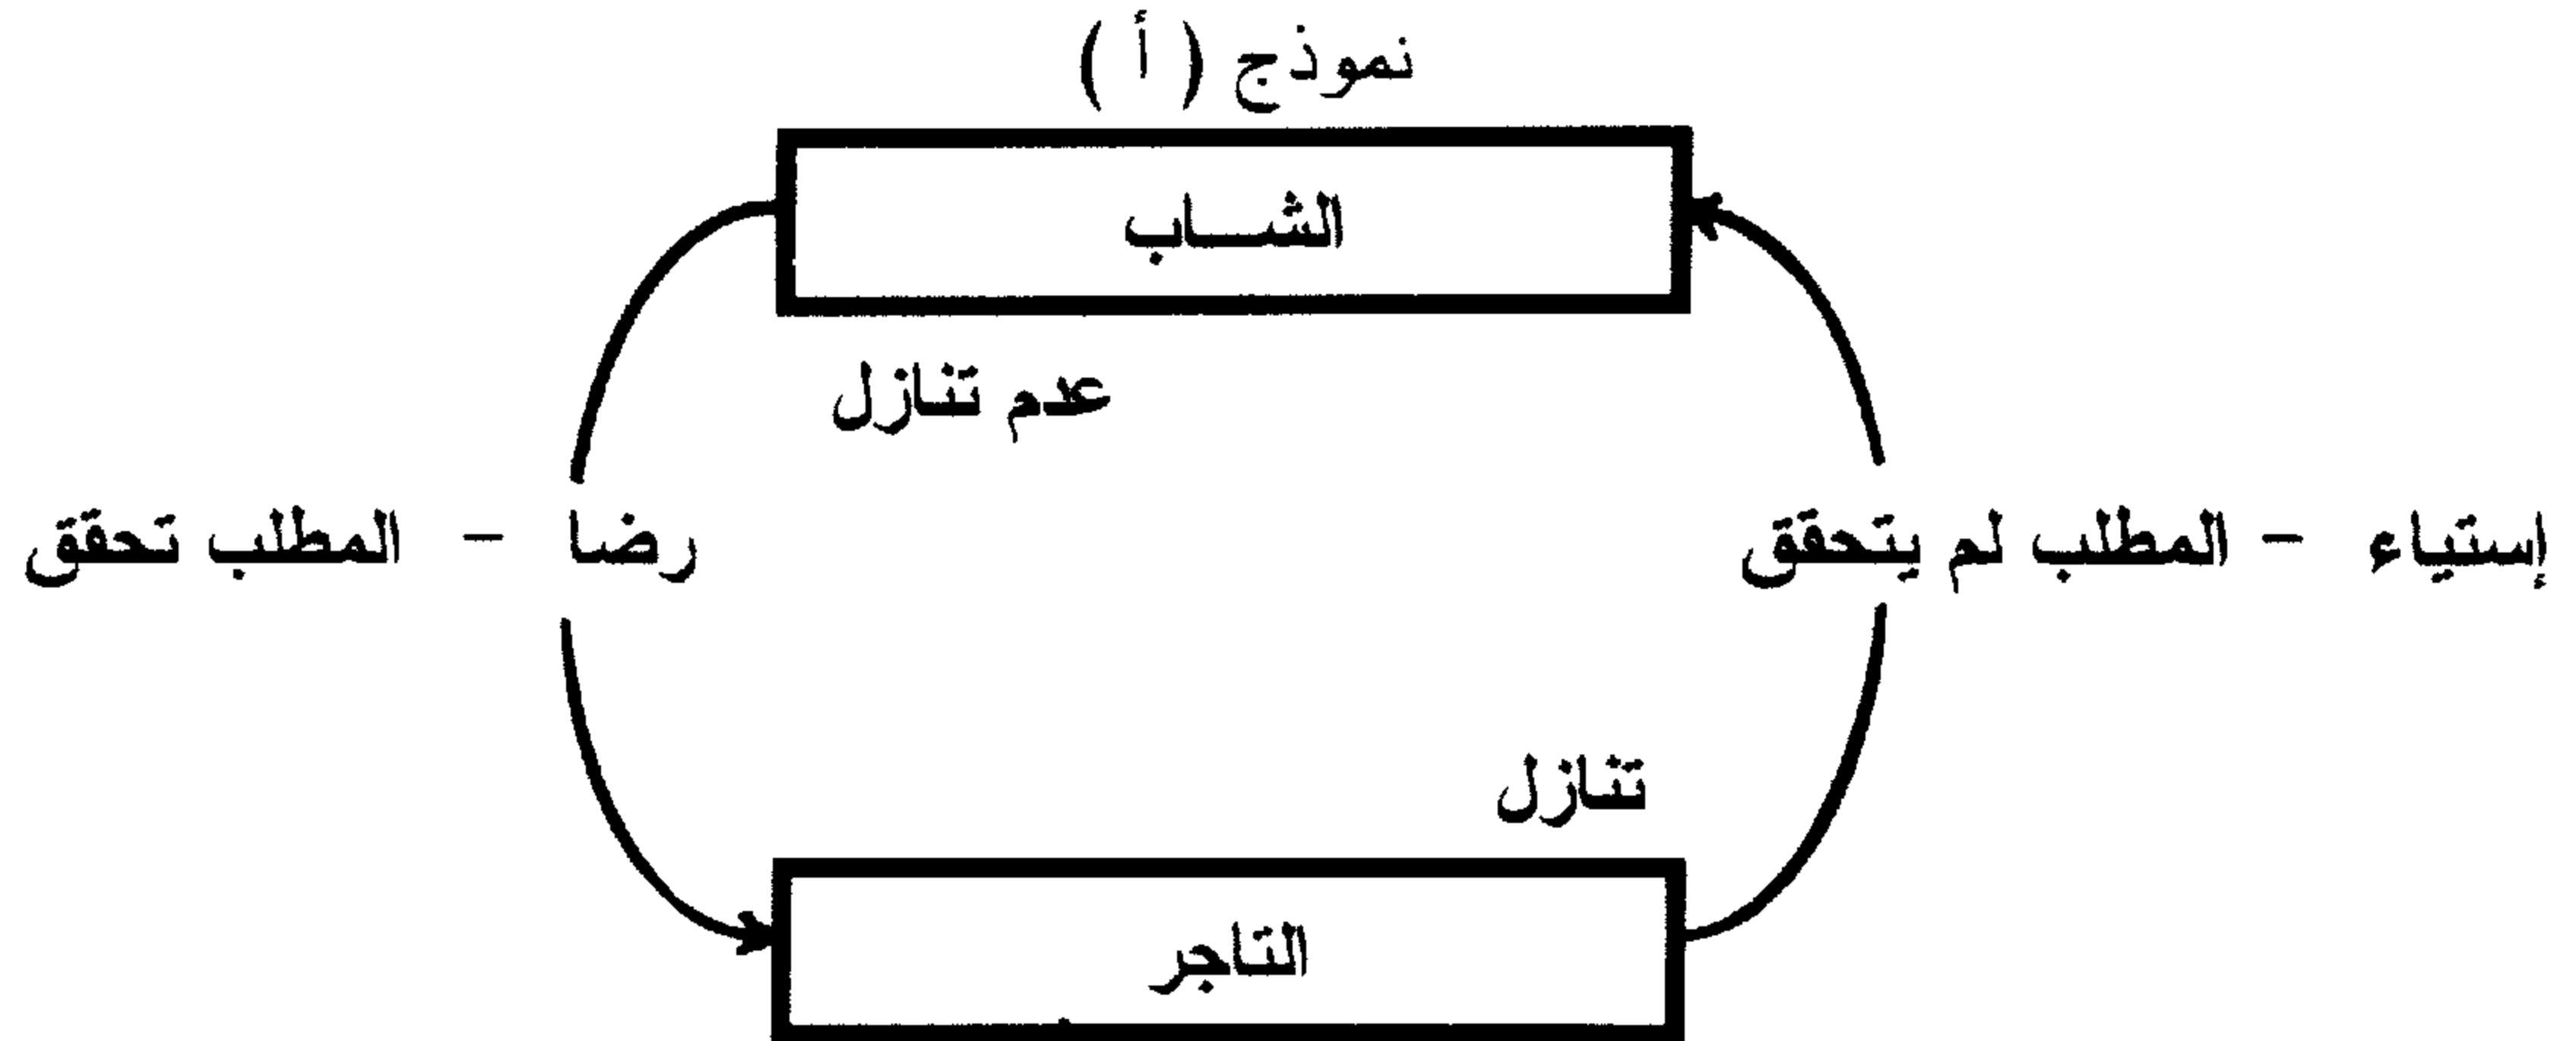 نموذج ( أ )
الشـــاب
عدم تنازل
إستياء - المطلب لم يتحقق
رضا - المطلب تحقق
تنازل
التاجر